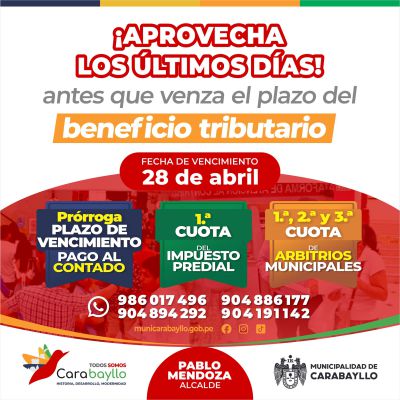 ¡APROVECHA
LOS ÚLTIMOS DÍAS!
antes que venza el plazo del
beneficio tributario
FECHA DE VENCIMIENTO
28 de abril
Prórroga
PLAZO DE
VENCIMIENTO
PAGO AL
CONTADO
1.ª
CUOTA
DEL
IMPUESTO
PREDIAL
1.ª, 2.ª y 3.ª
CUOTA
DE
ARBITRIOS
MUNICIPALES
986 017 496 904 886 177
904 894 292 904 191 142
municarabayllo.gob.pe
TODOS SOMOS
Carabayllo
HISTORIA, DESARROLLO, MODERNIDAD
PABLO
MENDOZA
ALCALDE
MUNICIPALIDAD DE
CARABAYLLO